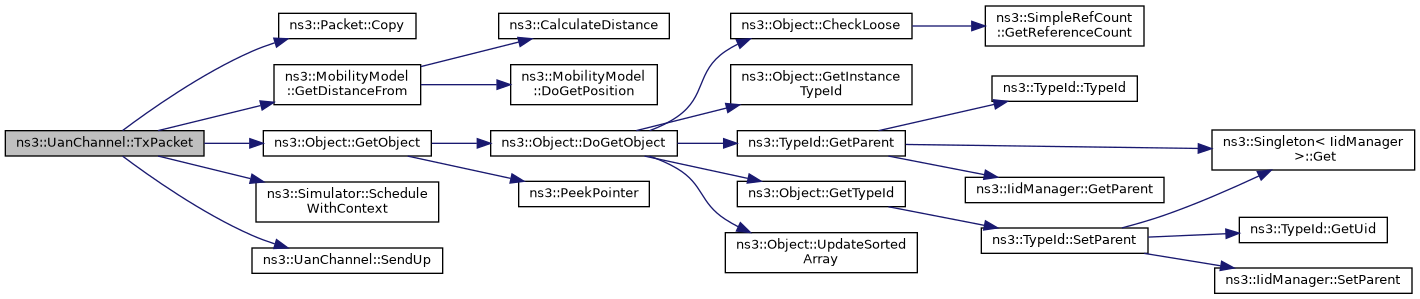 ns3::UanChannel::TxPacket
ns3::Packet::Copy
ns3::MobilityModel
::GetDistanceFrom
ns3::Object::GetObject
ns3::Simulator::Schedule
WithContext
ns3::UanChannel::SendUp
ns3::CalculateDistance
ns3::MobilityModel
::DoGetPosition
ns3::Object::DoGetObject
ns3::PeekPointer
ns3::Object::CheckLoose
ns3::Object::GetInstance
TypeId
ns3::TypeId::GetParent
ns3::Object::GetTypeId
ns3::Object::UpdateSorted
Array
ns3::SimpleRefCount
::GetReferenceCount
ns3::TypeId::TypeId
ns3::IidManager::GetParent
ns3::TypeId::SetParent
ns3::Singleton< IidManager
>::Get
ns3::TypeId::GetUid
ns3::IidManager::SetParent